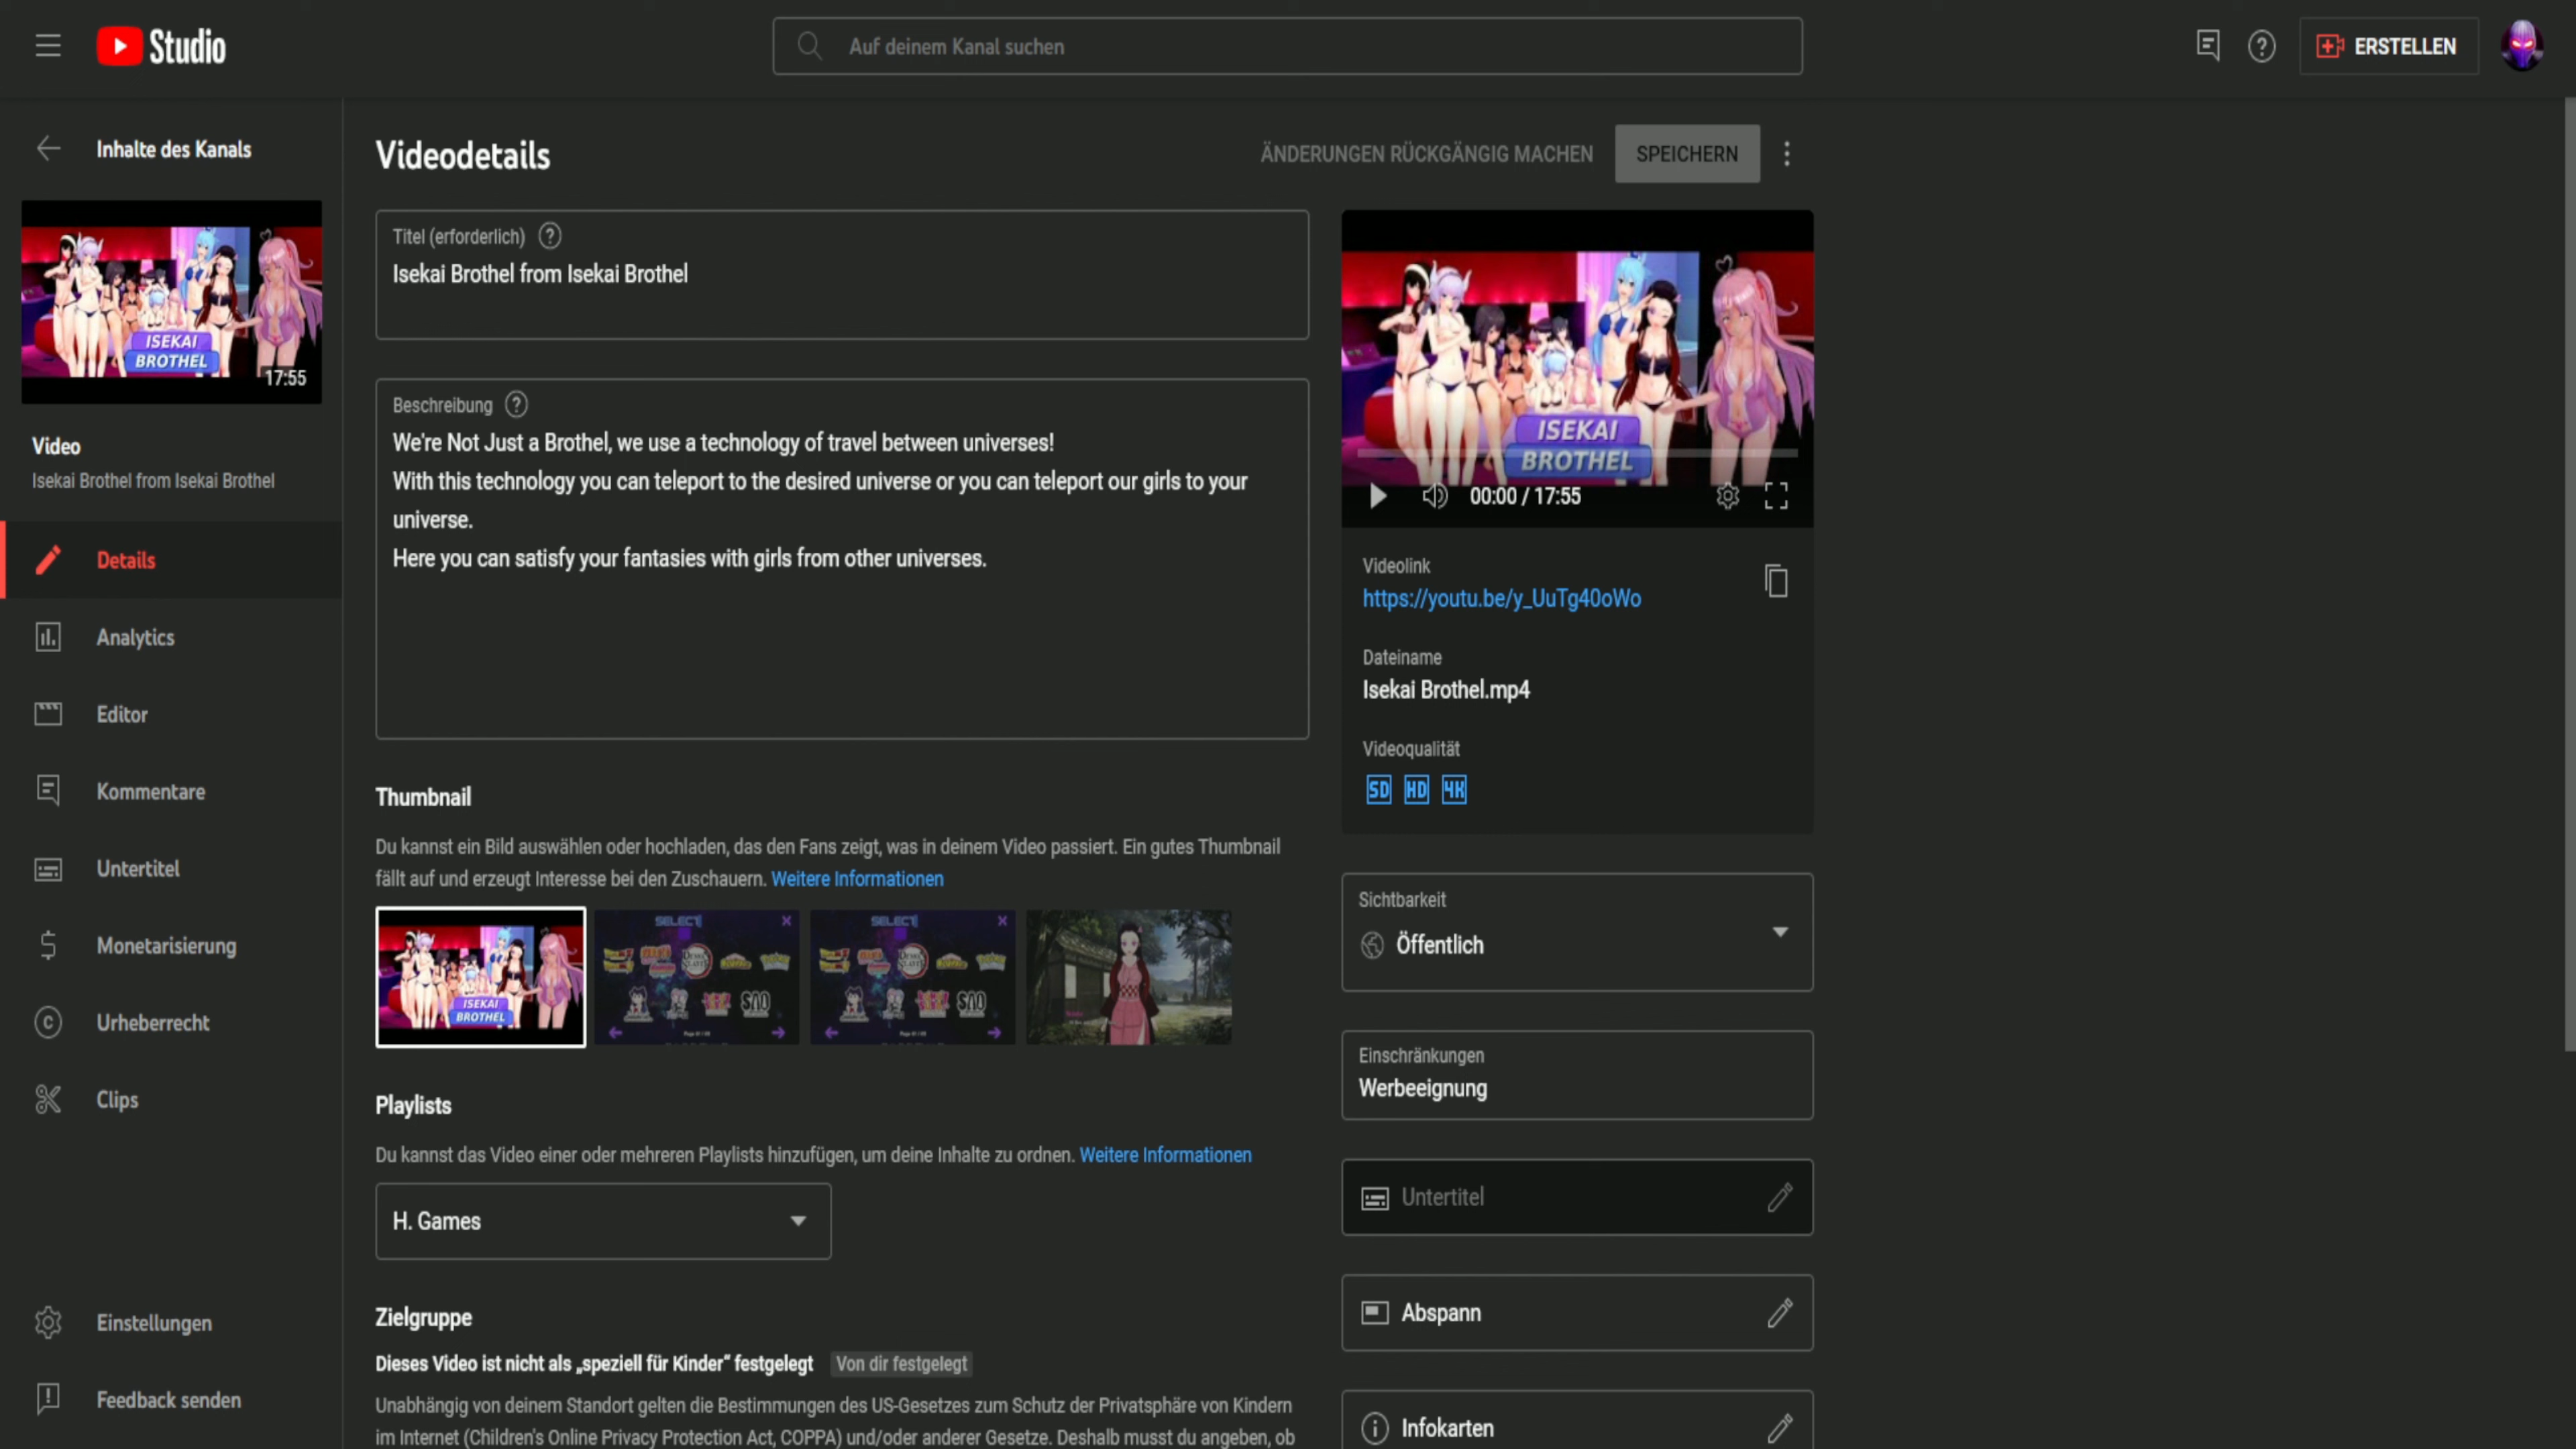 Studio
Auf deinem Kanal suchen
ERSTELLEN
Inhalte des Kanals
ISEKAI
BROTHEL
17:55
Video
Isekai Brothel from Isekai Brothel
Details
Analytics
Editor
Kommentare
Untertitel
Monetarisierung
Urheberrecht
Clips
Einstellungen
Feedback senden
Videodetails
ÄNDERUNGEN RÜCKGÄNGIG MACHEN
SPEICHERN
Titel (erforderlich)
Isekai Brothel from Isekai Brothel
Beschreibung
We're Not Just a Brothel, we use a technology of travel between universes!
With this technology you can teleport to the desired universe or you can teleport our girls to your
universe.
Here you can satisfy your fantasies with girls from other universes.
Thumbnail
Du kannst ein Bild auswählen oder hochladen, das den Fans zeigt, was in deinem Video passiert. Ein gutes Thumbnail
fällt auf und erzeugt Interesse bei den Zuschauern. Weitere Informationen
ISEKAI
BROTHEL
SELECT
SAO
SELECT
SAO
Playlists
Du kannst das Video einer oder mehreren Playlists hinzufügen, um deine Inhalte zu ordnen. Weitere Informationen
H. Games
Zielgruppe
Dieses Video ist nicht als „speziell für Kinder" festgelegt Von dir festgelegt
Unabhängig von deinem Standort gelten die Bestimmungen des US-Gesetzes zum Schutz der Privatsphäre von Kindern
im Internet (Children's Online Privacy Protection Act, COPPA) und/oder anderer Gesetze. Deshalb musst du angeben, ob
ISEKAI
BROTHEL
00:00 / 17:55
Videolink
https://youtu.be/y_UuTg40oWo
Dateiname
Isekai Brothel.mp4
Videoqualität
SD HD 4K
Sichtbarkeit
Öffentlich
Einschränkungen
Werbeeignung
Untertitel
Abspann
Infokarten